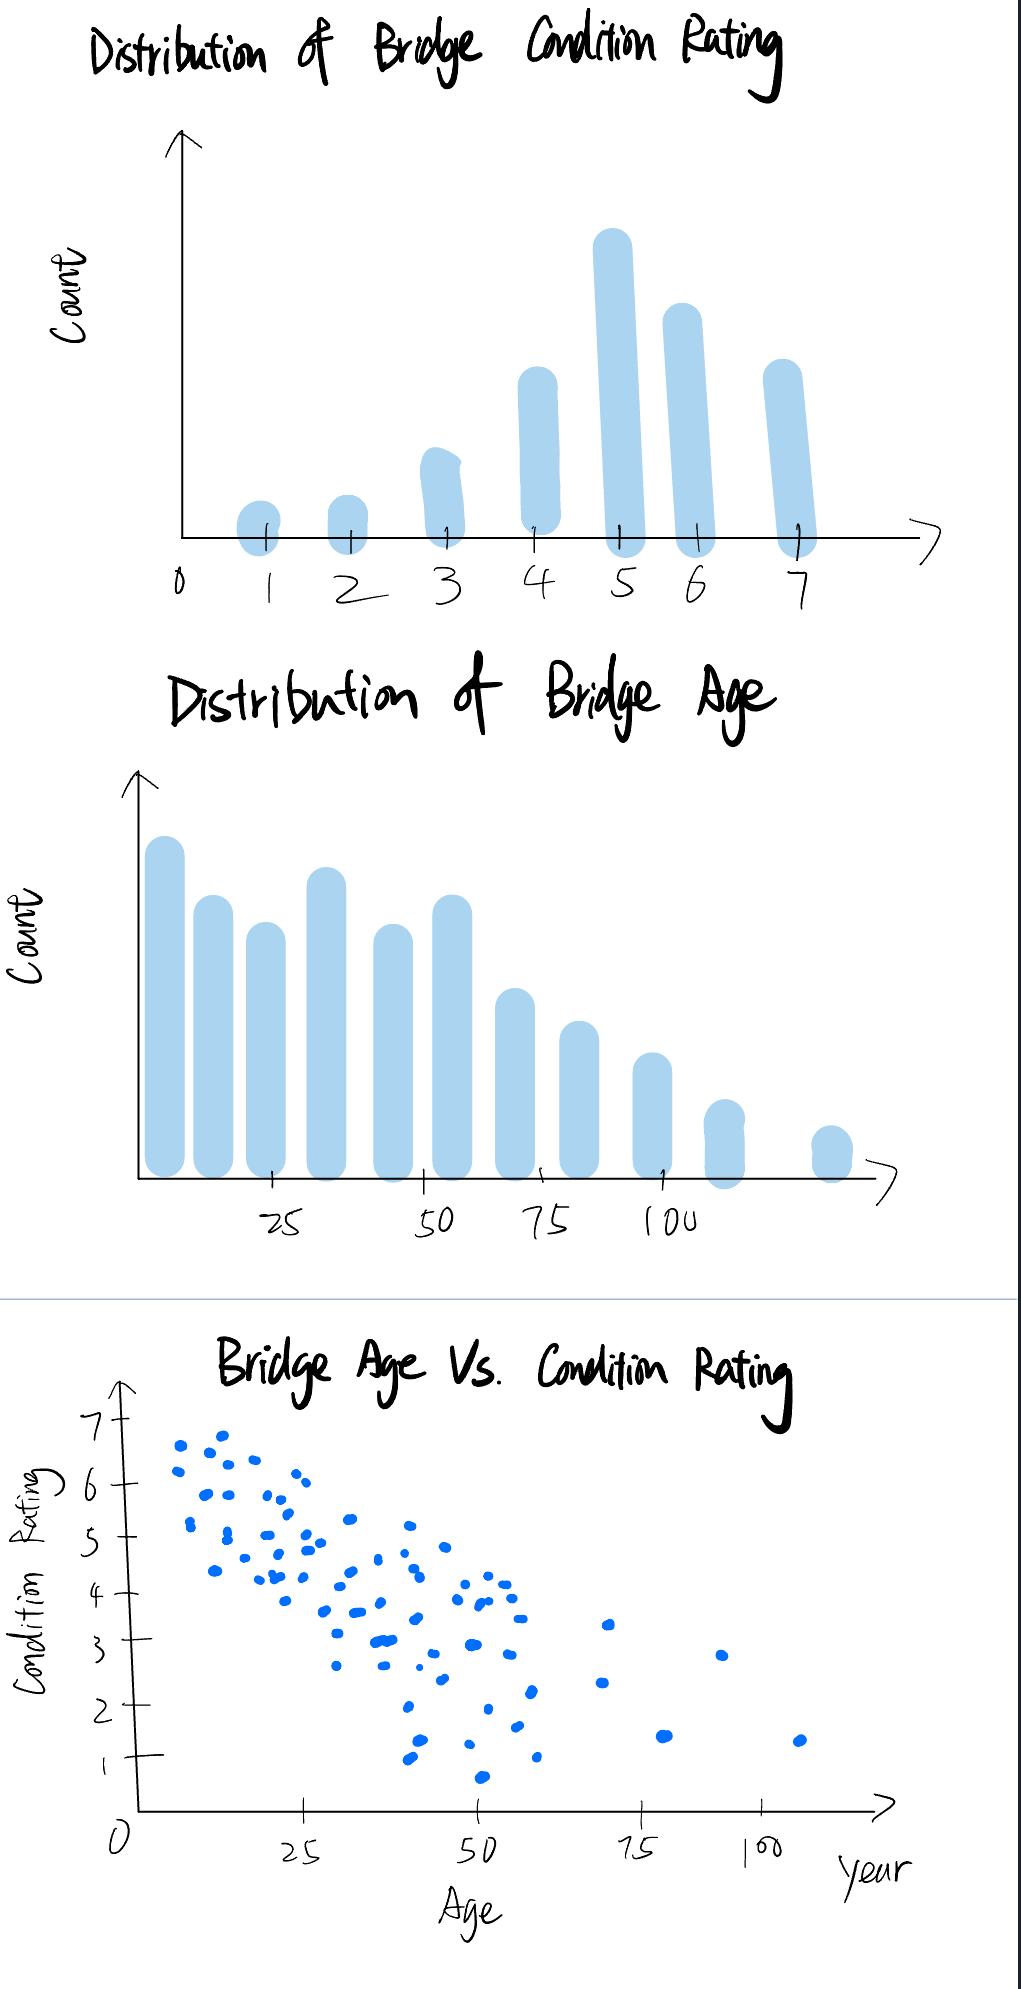 Distribution of Bridge Condition Rating
Count
0 1 2 3 4 5 6 7
Distribution of Bridge Age
Count
25 50 75 100
Bridge Age Vs. Condition Rating
7
6
5
4
3
2
1
Condition Rating
0 25 50 75 100
year
Age